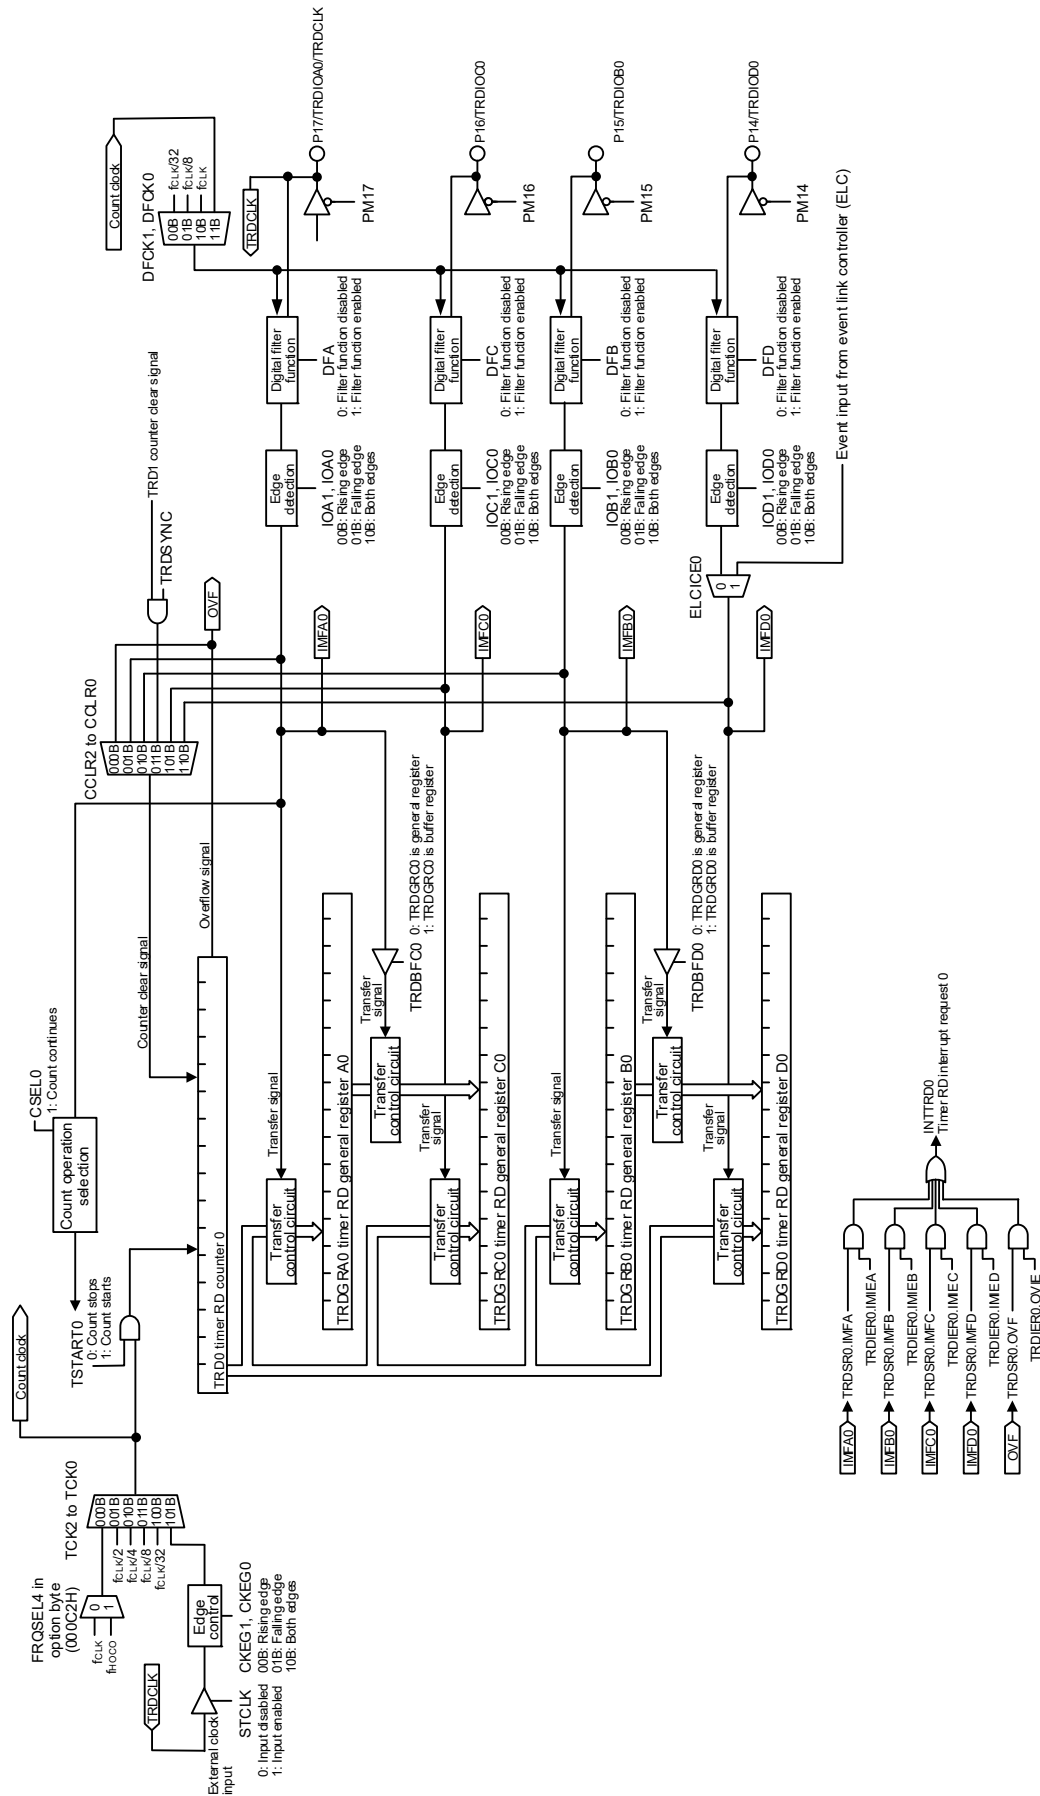 FRQSEL4 in
option byte
(000C2H)
fCLK
fHOCO
0
1
TCK2 to TCK0
000B
001B
010B
011B
100B
101B
fCLK/2
fCLK/4
fCLK/8
fCLK/32
TRDCLK
External clock
input
STCLK
0: Input disabled
1: Input enabled
Edge
control
CKEG1, CKEG0
00B: Rising edge
01B: Falling edge
10B: Both edges
Count clock
TSTART0
0: Count stops
1: Count starts
Count operation
selection
CSEL0
1: Count continues
TRD0 timer RD counter 0
Counter clear signal
Overflow signal
CCLR2 to CCLR0
000B
001B
010B
011B
101B
110B
TRDSYNC
TRD1 counter clear signal
OVF
DFCK1, DFCK0
00B
01B
10B
11B
fCLK/32
fCLK/8
fCLK
Count clock
TRDCLK
P17/TRDIOA0/TRDCLK
PM17
Digital filter
function
DFA
0: Filter function disabled
1: Filter function enabled
Edge
detection
IOA1, IOA0
00B: Rising edge
01B: Falling edge
10B: Both edges
IMFA0
Transfer signal
Transfer
control circuit
TRDGRA0 timer RD general register A0
Transfer
signal
Transfer
control circuit
TRDBFC0
0: TRDGRC0 is general register
1: TRDGRC0 is buffer register
P16/TRDIOC0
PM16
Digital filter
function
DFC
0: Filter function disabled
1: Filter function enabled
Edge
detection
IOC1, IOC0
00B: Rising edge
01B: Falling edge
10B: Both edges
IMFC0
Transfer
signal
Transfer
control circuit
TRDGRC0 timer RD general register C0
P15/TRDIOB0
PM15
Digital filter
function
DFB
0: Filter function disabled
1: Filter function enabled
Edge
detection
IOB1, IOB0
00B: Rising edge
01B: Falling edge
10B: Both edges
IMFB0
Transfer signal
Transfer
control circuit
TRDGRB0 timer RD general register B0
Transfer
signal
Transfer
control circuit
TRDBFD0
0: TRDGRD0 is general register
1: TRDGRD0 is buffer register
P14/TRDIOD0
PM14
Digital filter
function
DFD
0: Filter function disabled
1: Filter function enabled
Edge
detection
IOD1, IOD0
00B: Rising edge
01B: Falling edge
10B: Both edges
ELCICE0
0
1
Event input from event link controller (ELC)
IMFD0
Transfer
signal
Transfer
control circuit
TRDGRD0 timer RD general register D0
IMFA0
TRDSR0.IMFA
TRDIER0.IMIEA
IMFB0
TRDSR0.IMFB
TRDIER0.IMIEB
IMFC0
TRDSR0.IMFC
TRDIER0.IMIEC
IMFD0
TRDSR0.IMFD
TRDIER0.IMIED
OVF
TRDSR0.OVF
TRDIER0.OVIE
INTTRD0
Timer RD interrupt request 0